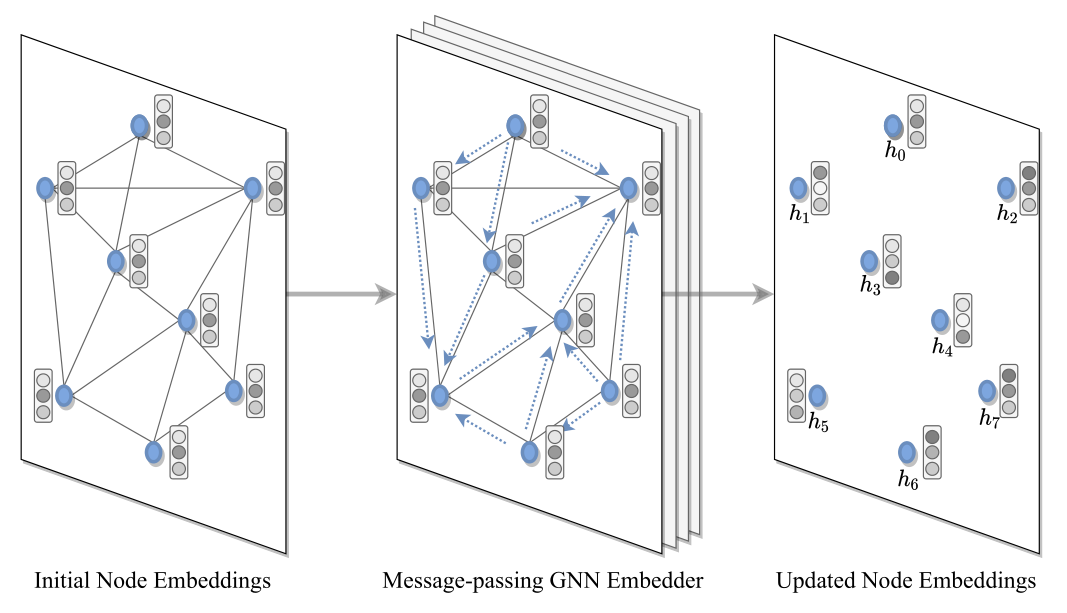 h0
h1
h2
h3
h4
h5
h7
h6
Initial Node Embeddings
Message-passing GNN Embedder
Updated Node Embeddings